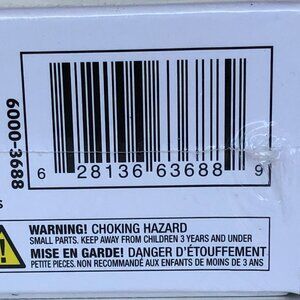 6000-3688
6 28136 63688 9
s
WARNING! CHOKING HAZARD
SMALL PARTS. KEEP AWAY FROM CHILDREN 3 YEARS AND UNDER
MISE EN GARDE! DANGER D'ÉTOUFFEMENT
PETITE PIECES. NON RECOMMANDÉ AUX ENFANTS DE MOINS DE 3 ANS